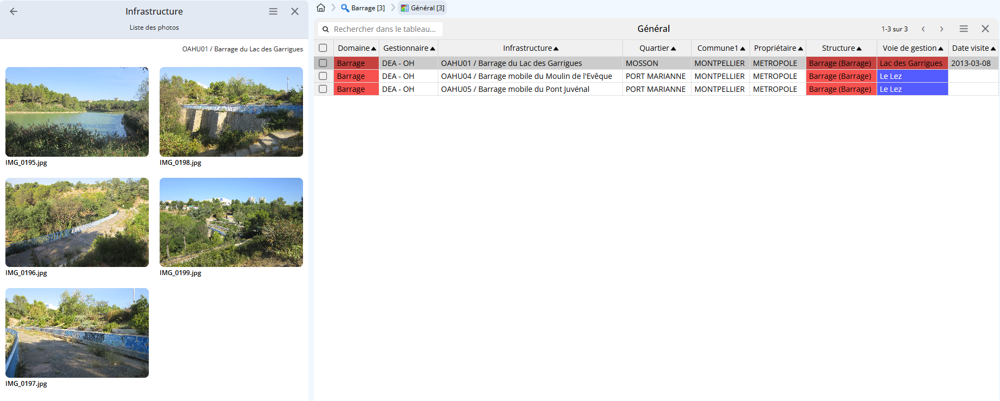 Infrastructure
Liste des photos
OAHU01 / Barrage du Lac des Garrigues
IMG_0195.jpg
IMG_0198.jpg
IMG_0196.jpg
IMG_0199.jpg
IMG_0197.jpg
Barrage [3]
Général [3]
Rechercher dans le tableau...
Général
1-3 sur 3
Domaine Gestionnaire Infrastructure Quartier Commune1 Propriétaire Structure Voie de gestion Date visite
Barrage DEA - OH OAHU01 / Barrage du Lac des Garrigues MOSSON MONTPELLIER METROPOLE Barrage (Barrage) Lac des Garrigues 2013-03-08
Barrage DEA - OH OAHU04 / Barrage mobile du Moulin de l'Evêque PORT MARIANNE MONTPELLIER METROPOLE Barrage (Barrage) Le Lez
Barrage DEA - OH OAHU05 / Barrage mobile du Pont Juvénal PORT MARIANNE MONTPELLIER METROPOLE Barrage (Barrage) Le Lez